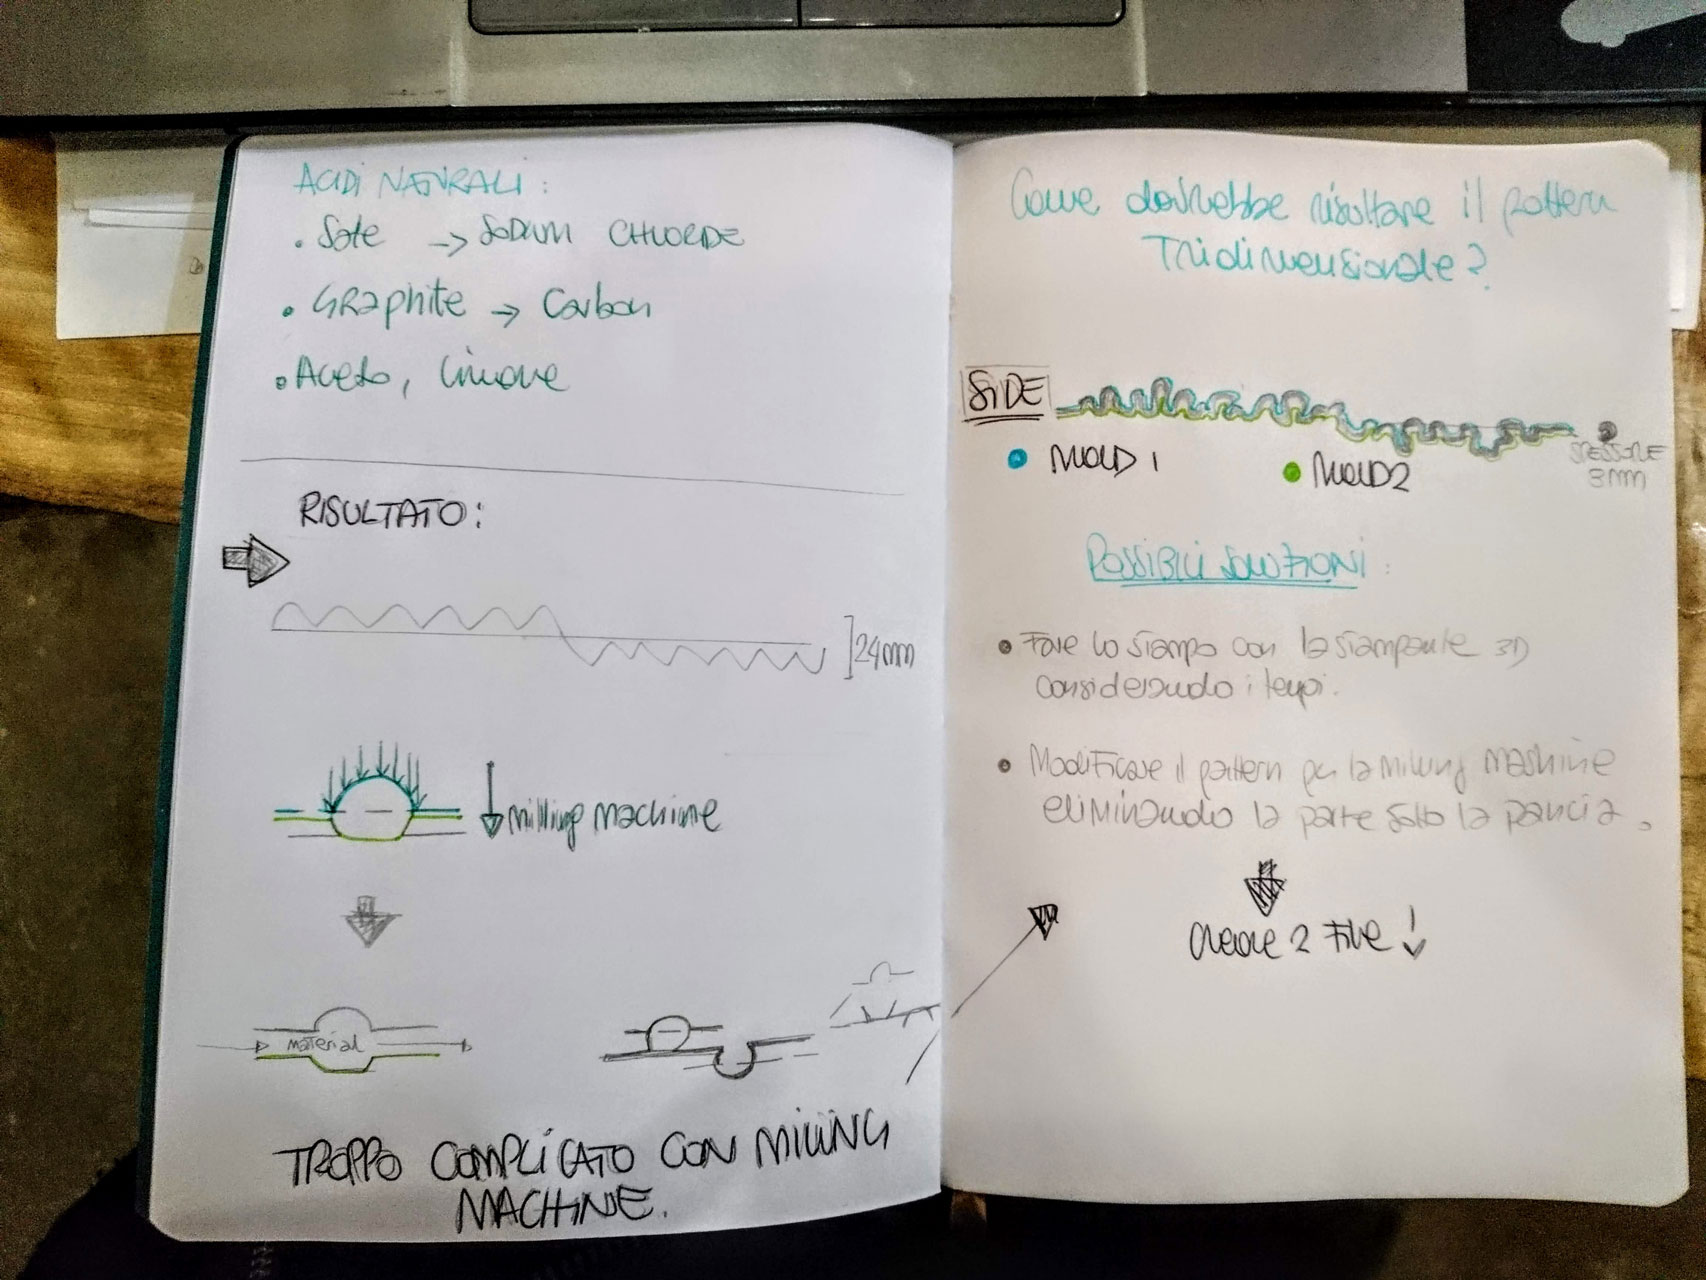 ACIDI NATURALI:
• Sale → SODIUM CHLORIDE
• GRaphite → Carbon
• Aceto, Limone
RISULTATO:
24mm
milling machine
material
TROPPO COMPLICATO CON MILLING
MACHINE.
Come dovrebbe risultare il pattern
Tridimensionale?
SIDE
MOLD 1
MOLD 2
SPESSORE
3mm
POSSIBILI SOLUZIONI:
• Fare lo stampo con la stampante 3D
considerando i tempi.
• Modificare il pattern per la Milling Mashine
eliminando la parte sotto la pancia.
Creare 2 File!